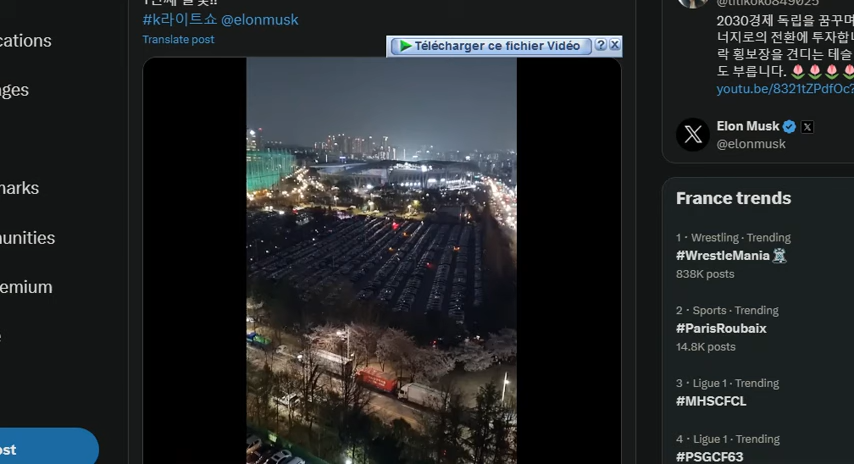 #k라이트쇼 @elonmusk
Translate post
Télécharger ce fichier Vidéo ? X
2030경제 독립을 꿈꾸며
너지로의 전환에 투자합니
락 횡보장을 견디는 테슬
도 부릅니다. 🌷🌷🌷🌷
youtu.be/8321tZPdfOc?
Elon Musk
@elonmusk
France trends
1 · Wrestling · Trending
#WrestleMania
838K posts
2 · Sports · Trending
#ParisRoubaix
14.8K posts
3 · Ligue 1 · Trending
#MHSCFCL
4 · Ligue 1 · Trending
#PSGCF63
cations
ges
narks
unities
emium
e
ost